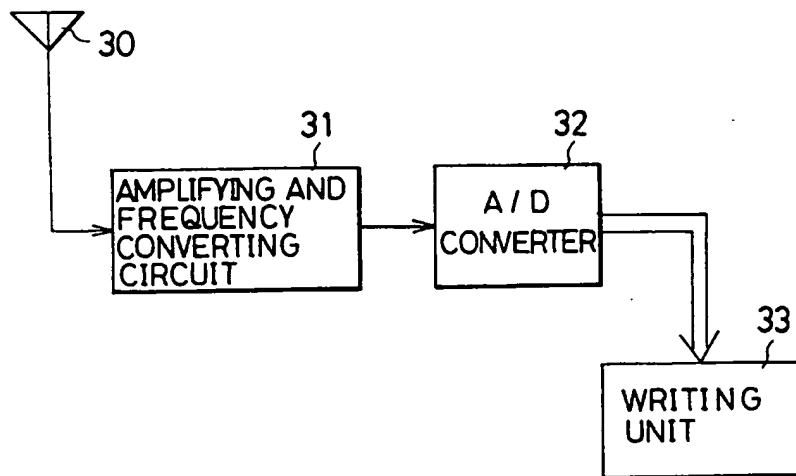 30
31
32
AMPLIFYING AND
FREQUENCY
CONVERTING
CIRCUIT
A/D
CONVERTER
33
WRITING
UNIT